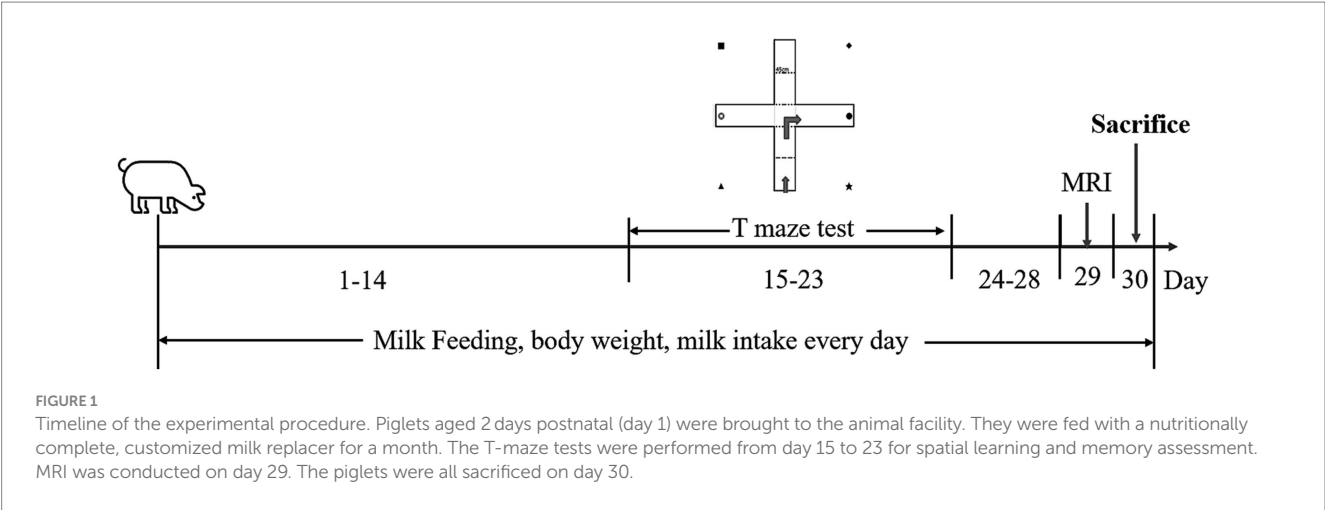 45cm
Sacrifice
MRI
T maze test
1-14
15-23
24-28
29
30
Day
Milk Feeding, body weight, milk intake every day
FIGURE 1
Timeline of the experimental procedure. Piglets aged 2 days postnatal (day 1) were brought to the animal facility. They were fed with a nutritionally
complete, customized milk replacer for a month. The T-maze tests were performed from day 15 to 23 for spatial learning and memory assessment.
MRI was conducted on day 29. The piglets were all sacrificed on day 30.